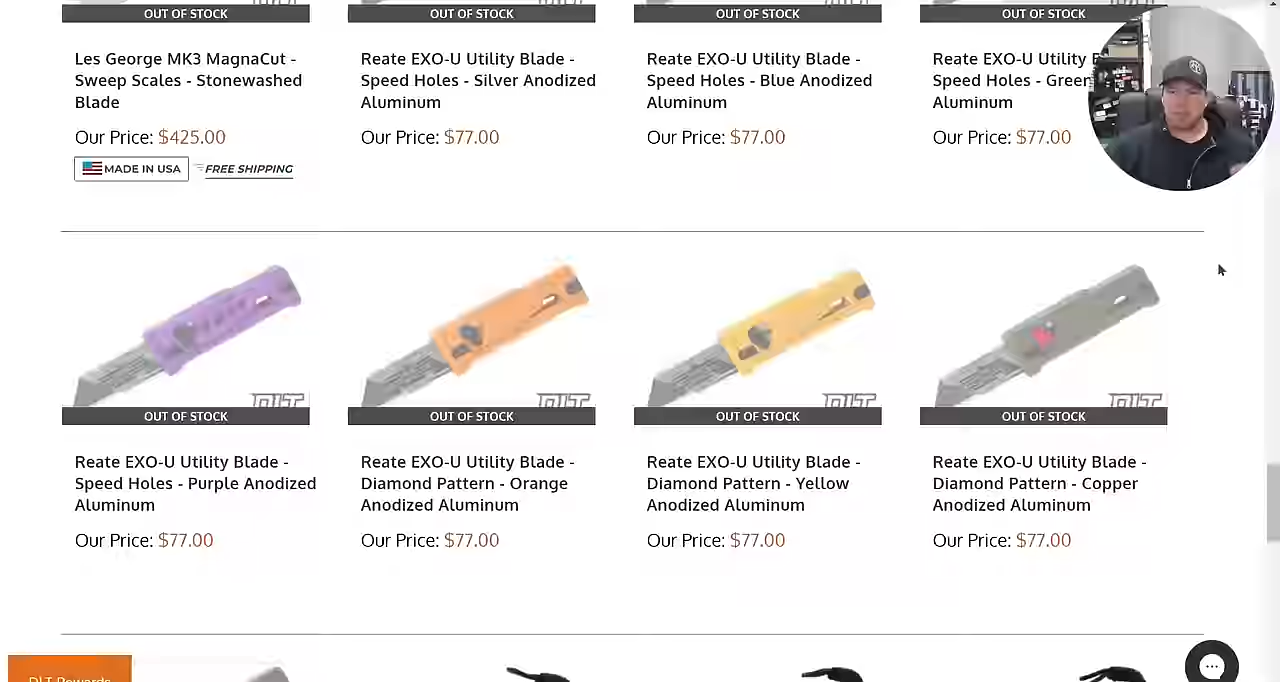 OUT OF STOCK
OUT OF STOCK
OUT OF STOCK
OUT OF STOCK
Les George MK3 MagnaCut -
Sweep Scales - Stonewashed
Blade
Our Price: $425.00
MADE IN USA
FREE SHIPPING
Reate EXO-U Utility Blade -
Speed Holes - Silver Anodized
Aluminum
Our Price: $77.00
Reate EXO-U Utility Blade -
Speed Holes - Blue Anodized
Aluminum
Our Price: $77.00
Reate EXO-U Utility
Speed Holes - Green
Aluminum
Our Price: $77.00
DLT
DLT
DLT
DLT
OUT OF STOCK
OUT OF STOCK
OUT OF STOCK
OUT OF STOCK
Reate EXO-U Utility Blade -
Speed Holes - Purple Anodized
Aluminum
Our Price: $77.00
Reate EXO-U Utility Blade -
Diamond Pattern - Orange
Anodized Aluminum
Our Price: $77.00
Reate EXO-U Utility Blade -
Diamond Pattern - Yellow
Anodized Aluminum
Our Price: $77.00
Reate EXO-U Utility Blade -
Diamond Pattern - Copper
Anodized Aluminum
Our Price: $77.00
DLT Rewards